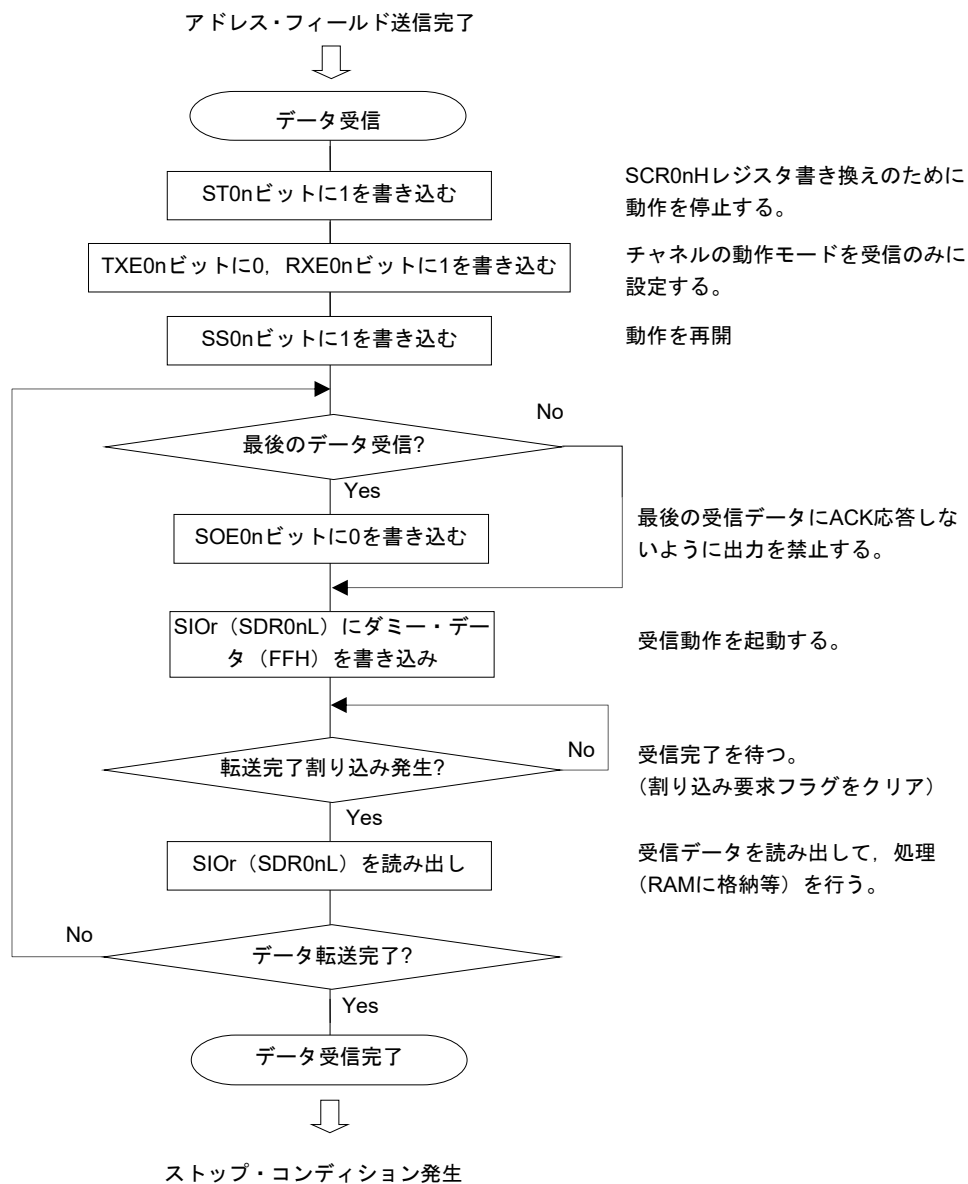 アドレス・フィールド送信完了
データ受信
ST0nビットに1を書き込む
SCR0nHレジスタ書き換えのために
動作を停止する。
TXE0nビットに0，RXE0nビットに1を書き込む
チャネルの動作モードを受信のみに
設定する。
SS0nビットに1を書き込む
動作を再開
No
最後のデータ受信?
Yes
SOE0nビットに0を書き込む
最後の受信データにACK応答しな
いように出力を禁止する。
SIOr（SDR0nL）にダミー・デー
タ（FFH）を書き込み
受信動作を起動する。
転送完了割り込み発生?
No
受信完了を待つ。
（割り込み要求フラグをクリア）
Yes
SIOr（SDR0nL）を読み出し
受信データを読み出して，処理
（RAMに格納等）を行う。
No
データ転送完了?
Yes
データ受信完了
ストップ・コンディション発生